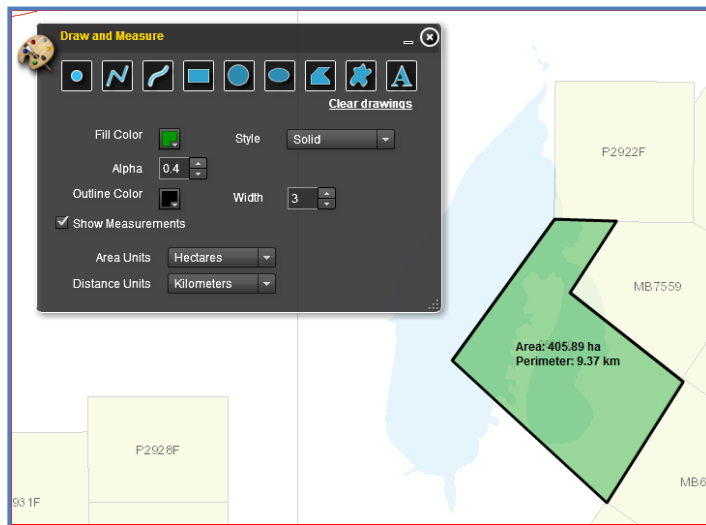 Draw and Measure
A
Clear drawings
Fill Color
Style
Solid
Alpha
0.4
Outline Color
Width
3
Show Measurements
Area Units
Hectares
Distance Units
Kilometers
P2922F
MB7559
Area: 405.89 ha
Perimeter: 9.37 km
P2928F
931F
MB6